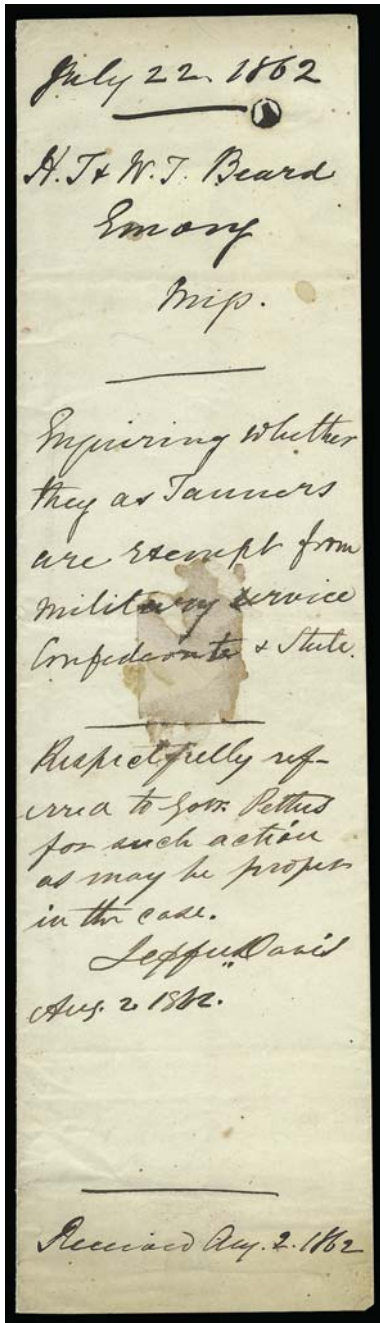 July 22. 1862
H. T & W. T. Beard
Emory
Miss.
Enquiring whether
they as Tanners
are exempt from
military service
Confederate & State.
Respectfully ref-
erred to Gov. Pettus
for such action
as may be proper
in the case.
Jeffn Davis
Aug. 2 1862.
Received Aug. 2. 1862